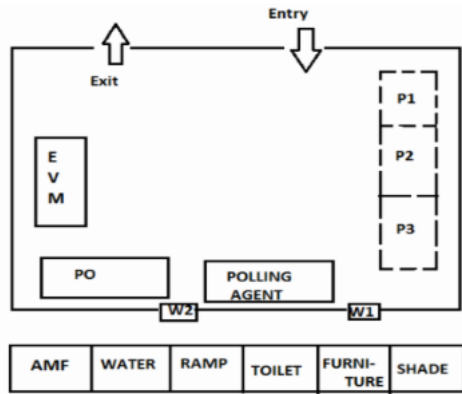 Entry
Exit
P1
E
V
M
P2
P3
PO
POLLING
AGENT
W2
W1
AMF
WATER
RAMP
TOILET
FURNI-
TURE
SHADE